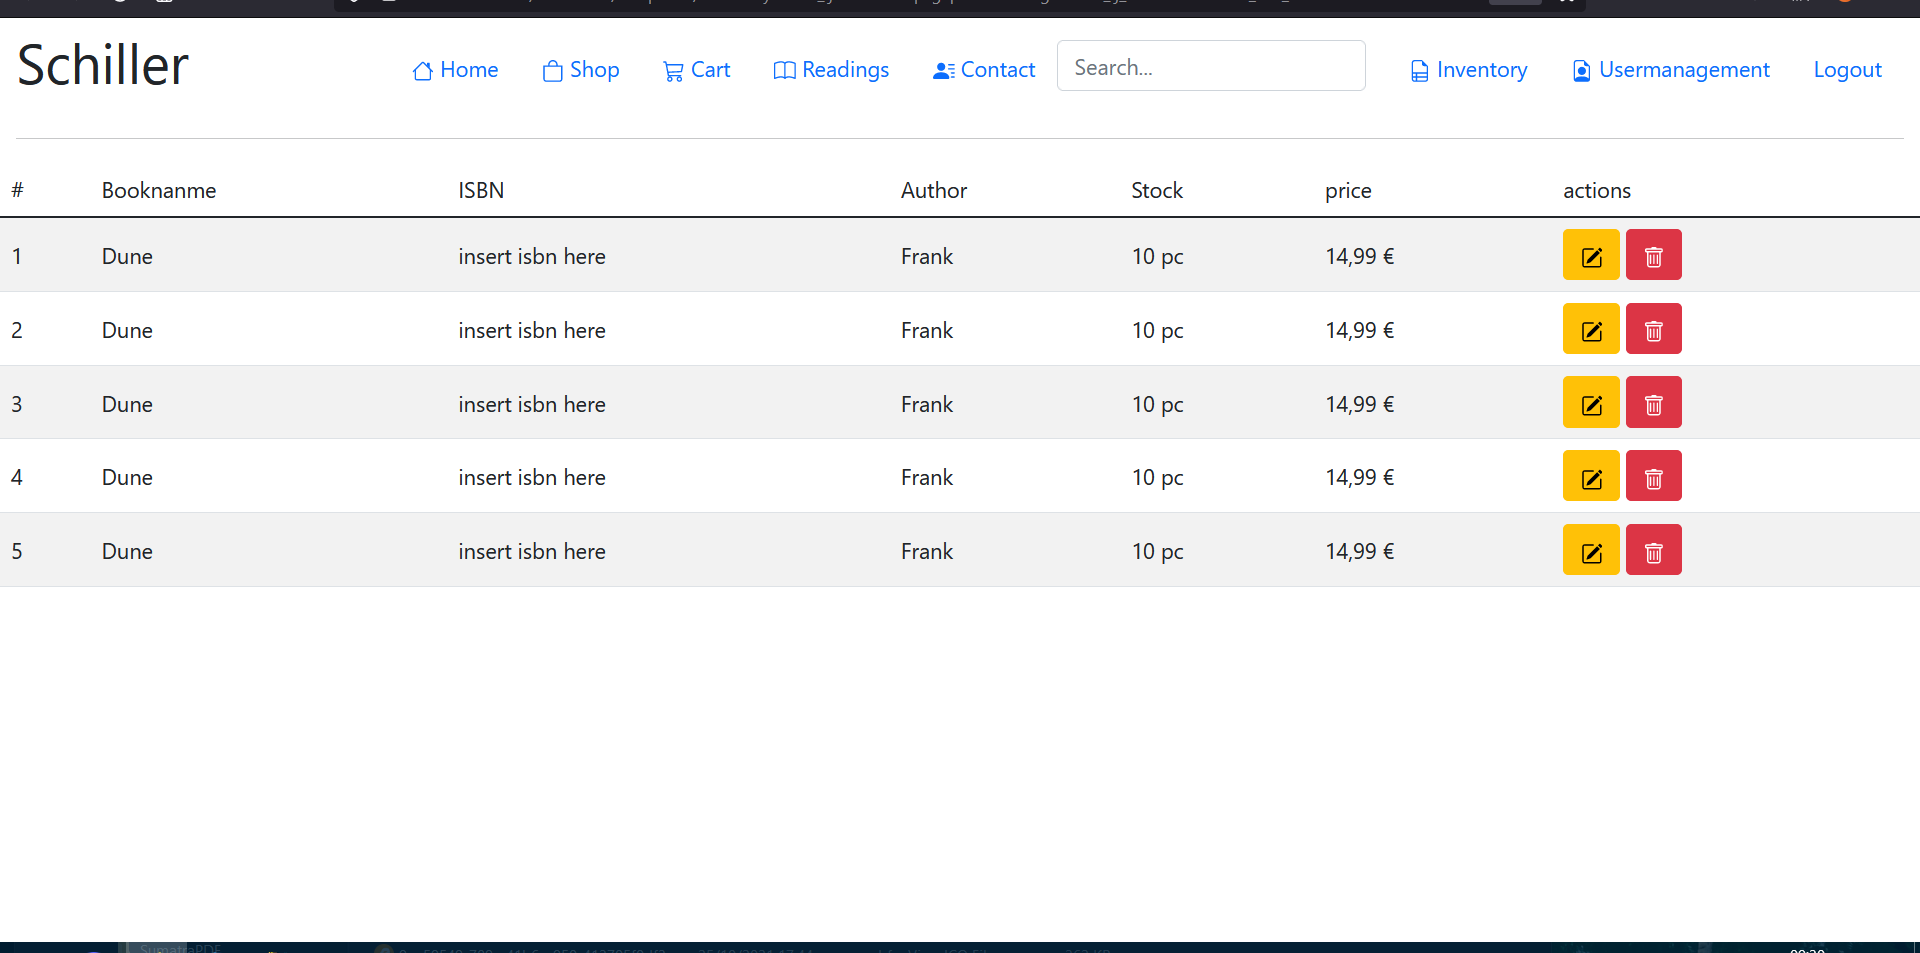 Schiller
Home Shop Cart Readings Contact Search... Inventory Usermanagement Logout
# Booknanme ISBN Author Stock price actions
1 Dune insert isbn here Frank 10 pc 14,99 €
2 Dune insert isbn here Frank 10 pc 14,99 €
3 Dune insert isbn here Frank 10 pc 14,99 €
4 Dune insert isbn here Frank 10 pc 14,99 €
5 Dune insert isbn here Frank 10 pc 14,99 €
SumatraPDF